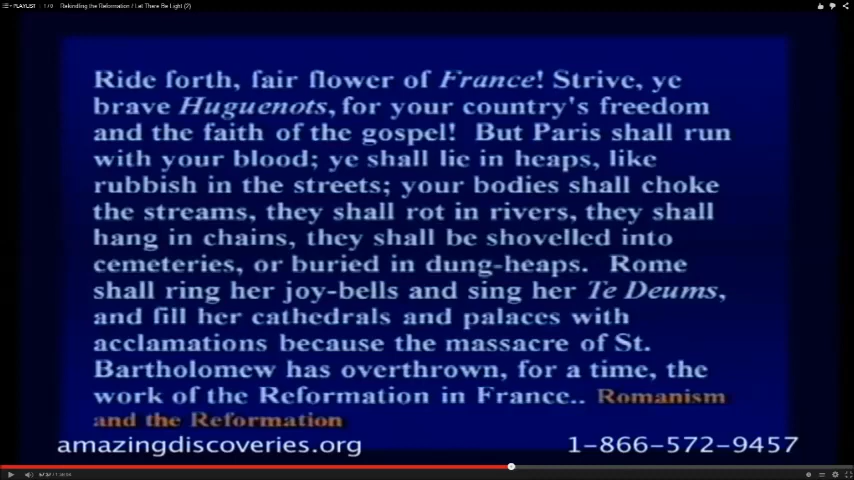 PLAYLIST
Rekindling the Reformation / Let There Be Light (2)
Ride forth, fair flower of France! Strive, ye
brave Huguenots, for your country's freedom
and the faith of the gospel! But Paris shall run
with your blood; ye shall lie in heaps, like
rubbish in the streets; your bodies shall choke
the streams, they shall rot in rivers, they shall
hang in chains, they shall be shovelled into
cemeteries, or buried in dung-heaps. Rome
shall ring her joy-bells and sing her Te Deums,
and fill her cathedrals and palaces with
acclamations because the massacre of St.
Bartholomew has overthrown, for a time, the
work of the Reformation in France.. Romanism
and the Reformation
amazingdiscoveries.org 1-866-572-9457